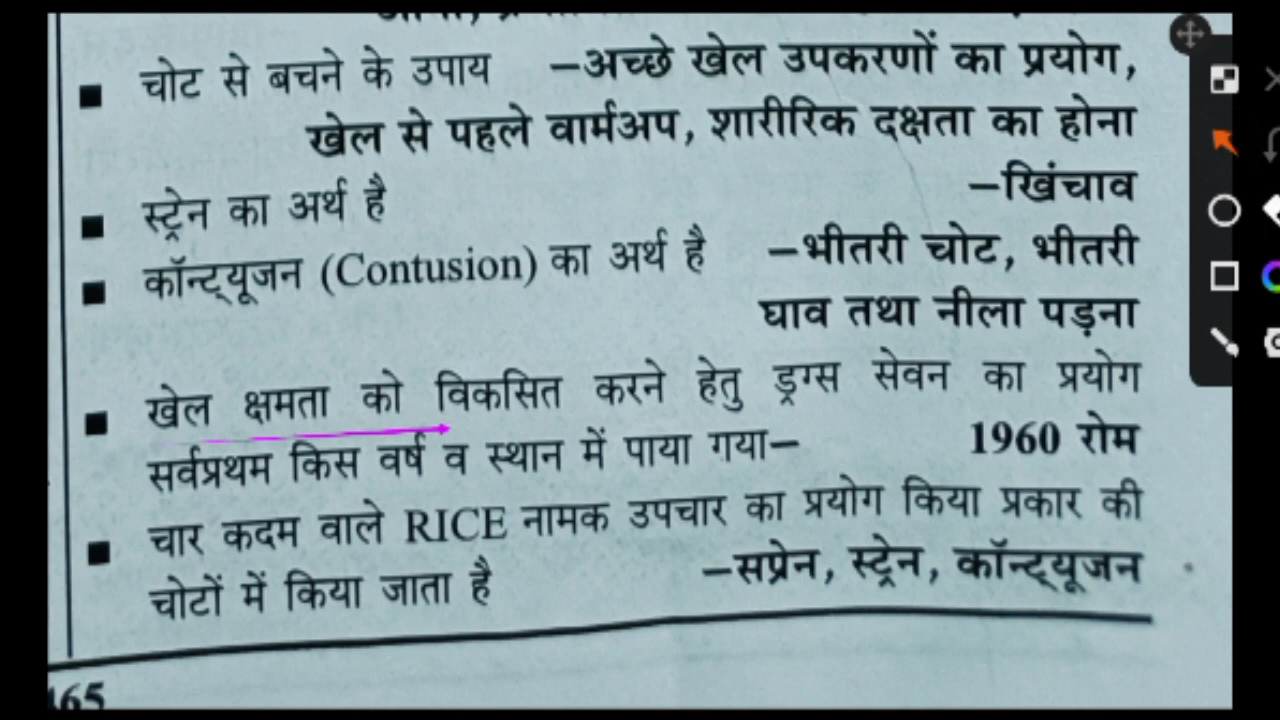 ■ चोट से बचने के उपाय –अच्छे खेल उपकरणों का प्रयोग,
खेल से पहले वार्मअप, शारीरिक दक्षता का होना
■ स्ट्रेन का अर्थ है –खिंचाव
■ कॉन्ट्यूजन (Contusion) का अर्थ है –भीतरी चोट, भीतरी
घाव तथा नीला पड़ना
■ खेल क्षमता को विकसित करने हेतु ड्रग्स सेवन का प्रयोग
सर्वप्रथम किस वर्ष व स्थान में पाया गया– 1960 रोम
■ चार कदम वाले RICE नामक उपचार का प्रयोग किया प्रकार की
चोटों में किया जाता है –सप्रेन, स्ट्रेन, कॉन्ट्यूजन
165